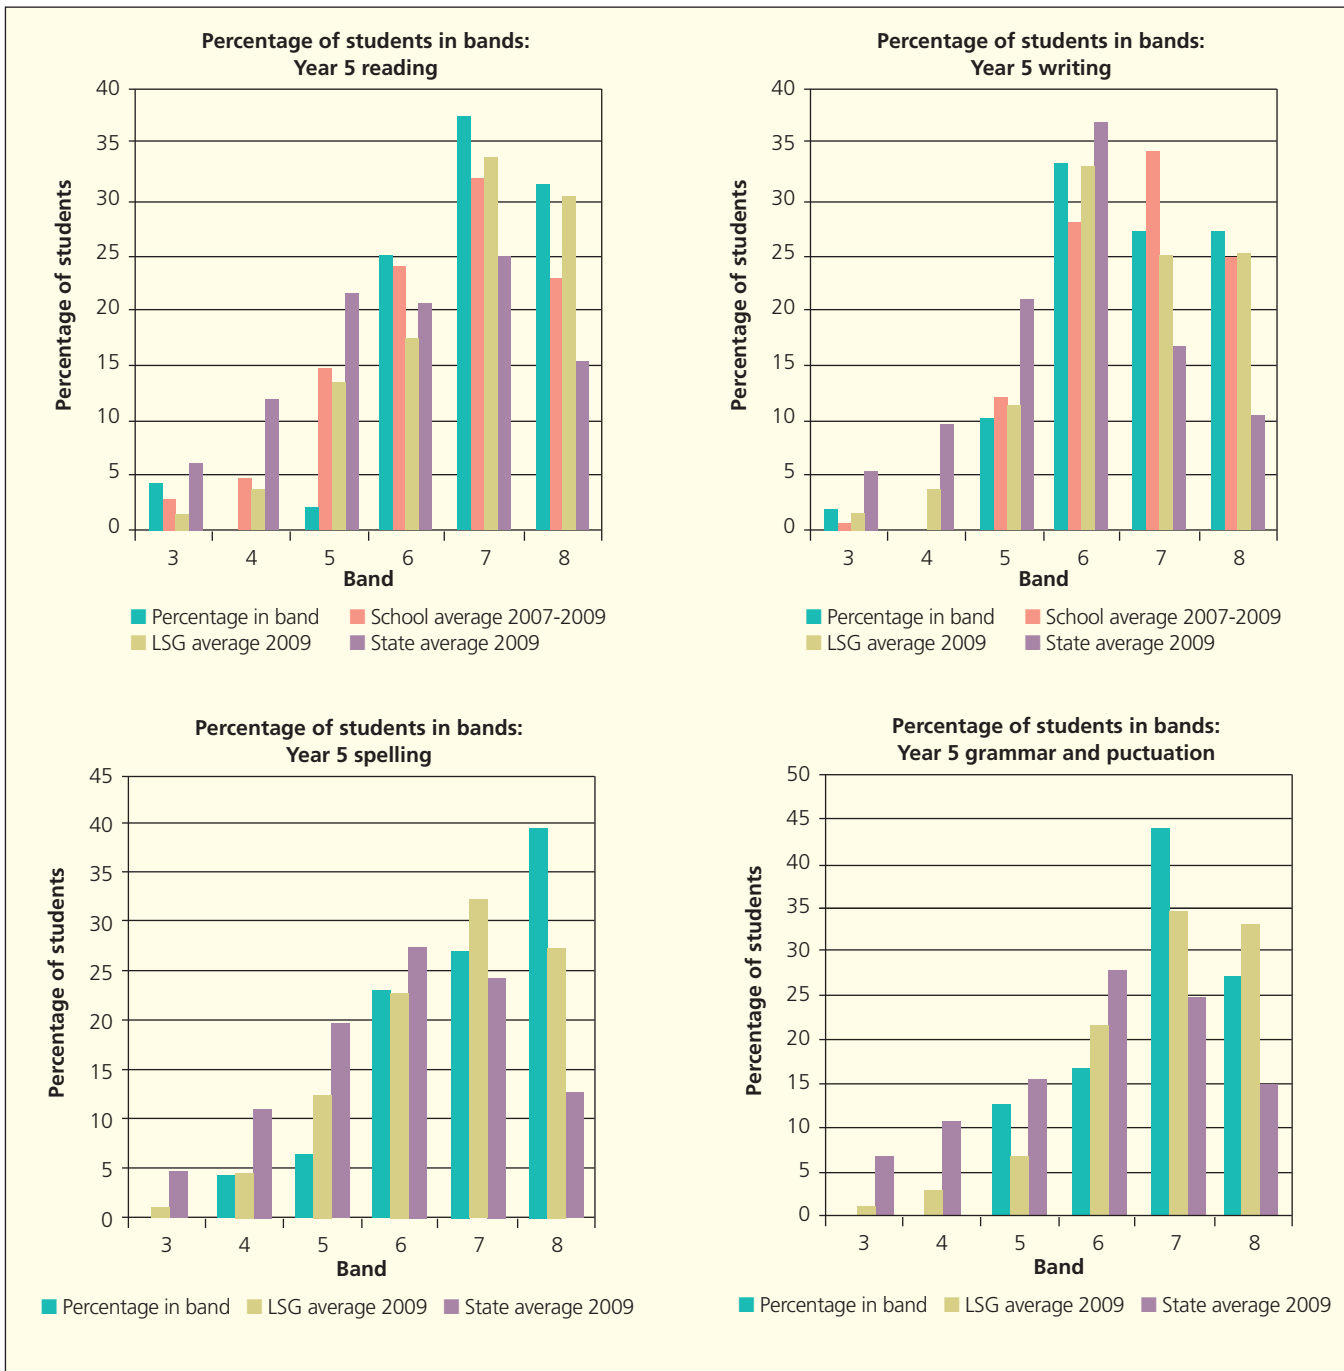 Percentage of students in bands:
Year 5 reading
40
35
30
25
20
15
10
5
0
Percentage of students
3 4 5 6 7 8
Band
Percentage in band School average 2007-2009
LSG average 2009 State average 2009
Percentage of students in bands:
Year 5 writing
40
35
30
25
20
15
10
5
0
Percentage of students
3 4 5 6 7 8
Band
Percentage in band School average 2007-2009
LSG average 2009 State average 2009
Percentage of students in bands:
Year 5 spelling
45
40
35
30
25
20
15
10
5
0
Percentage of students
3 4 5 6 7 8
Band
Percentage in band LSG average 2009 State average 2009
Percentage of students in bands:
Year 5 grammar and puctuation
50
45
40
35
30
25
20
15
10
5
0
Percentage of students
3 4 5 6 7 8
Band
Percentage in band LSG average 2009 State average 2009